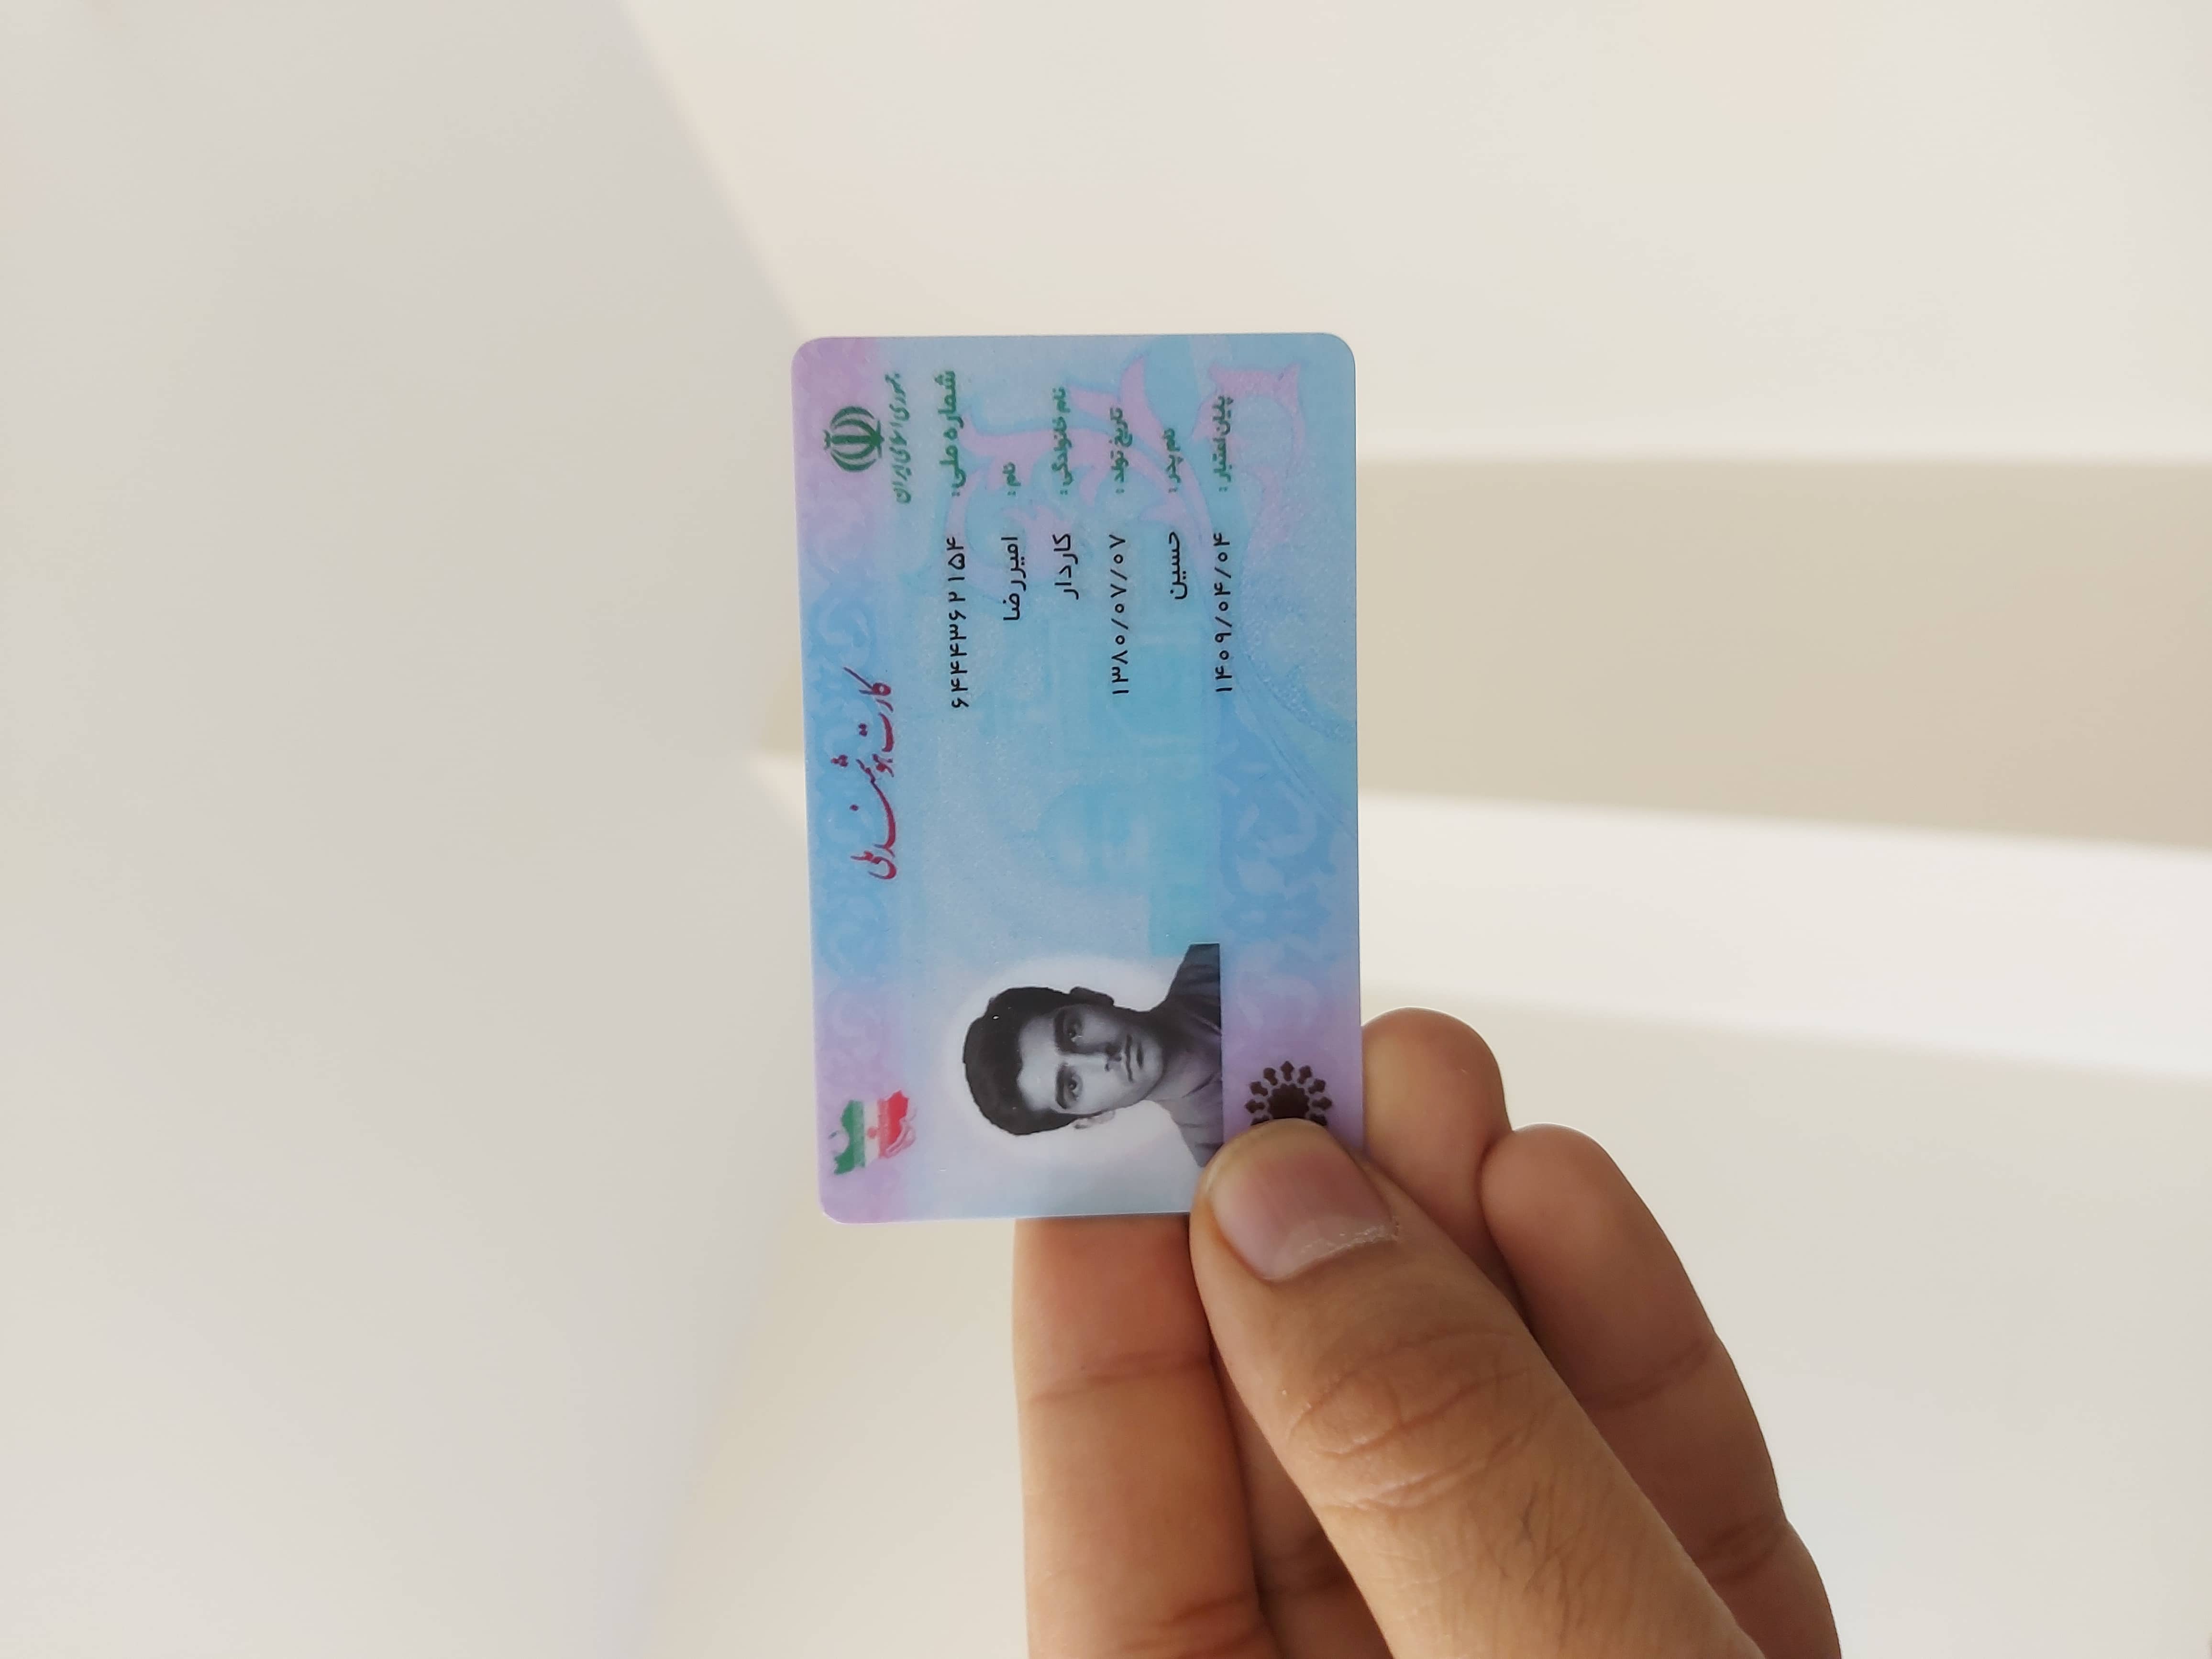 جمهوری اسلامی ایران
کارت هوشمند ملی
شماره ملی: ۶۴۴۴۳۶۲۱۵۴
نام: امیررضا
نام خانوادگی: کاردار
تاریخ تولد: ۱۳۸۰/۰۷/۰۷
نام پدر: حسین
پایان اعتبار: ۱۴۰۹/۰۴/۰۴